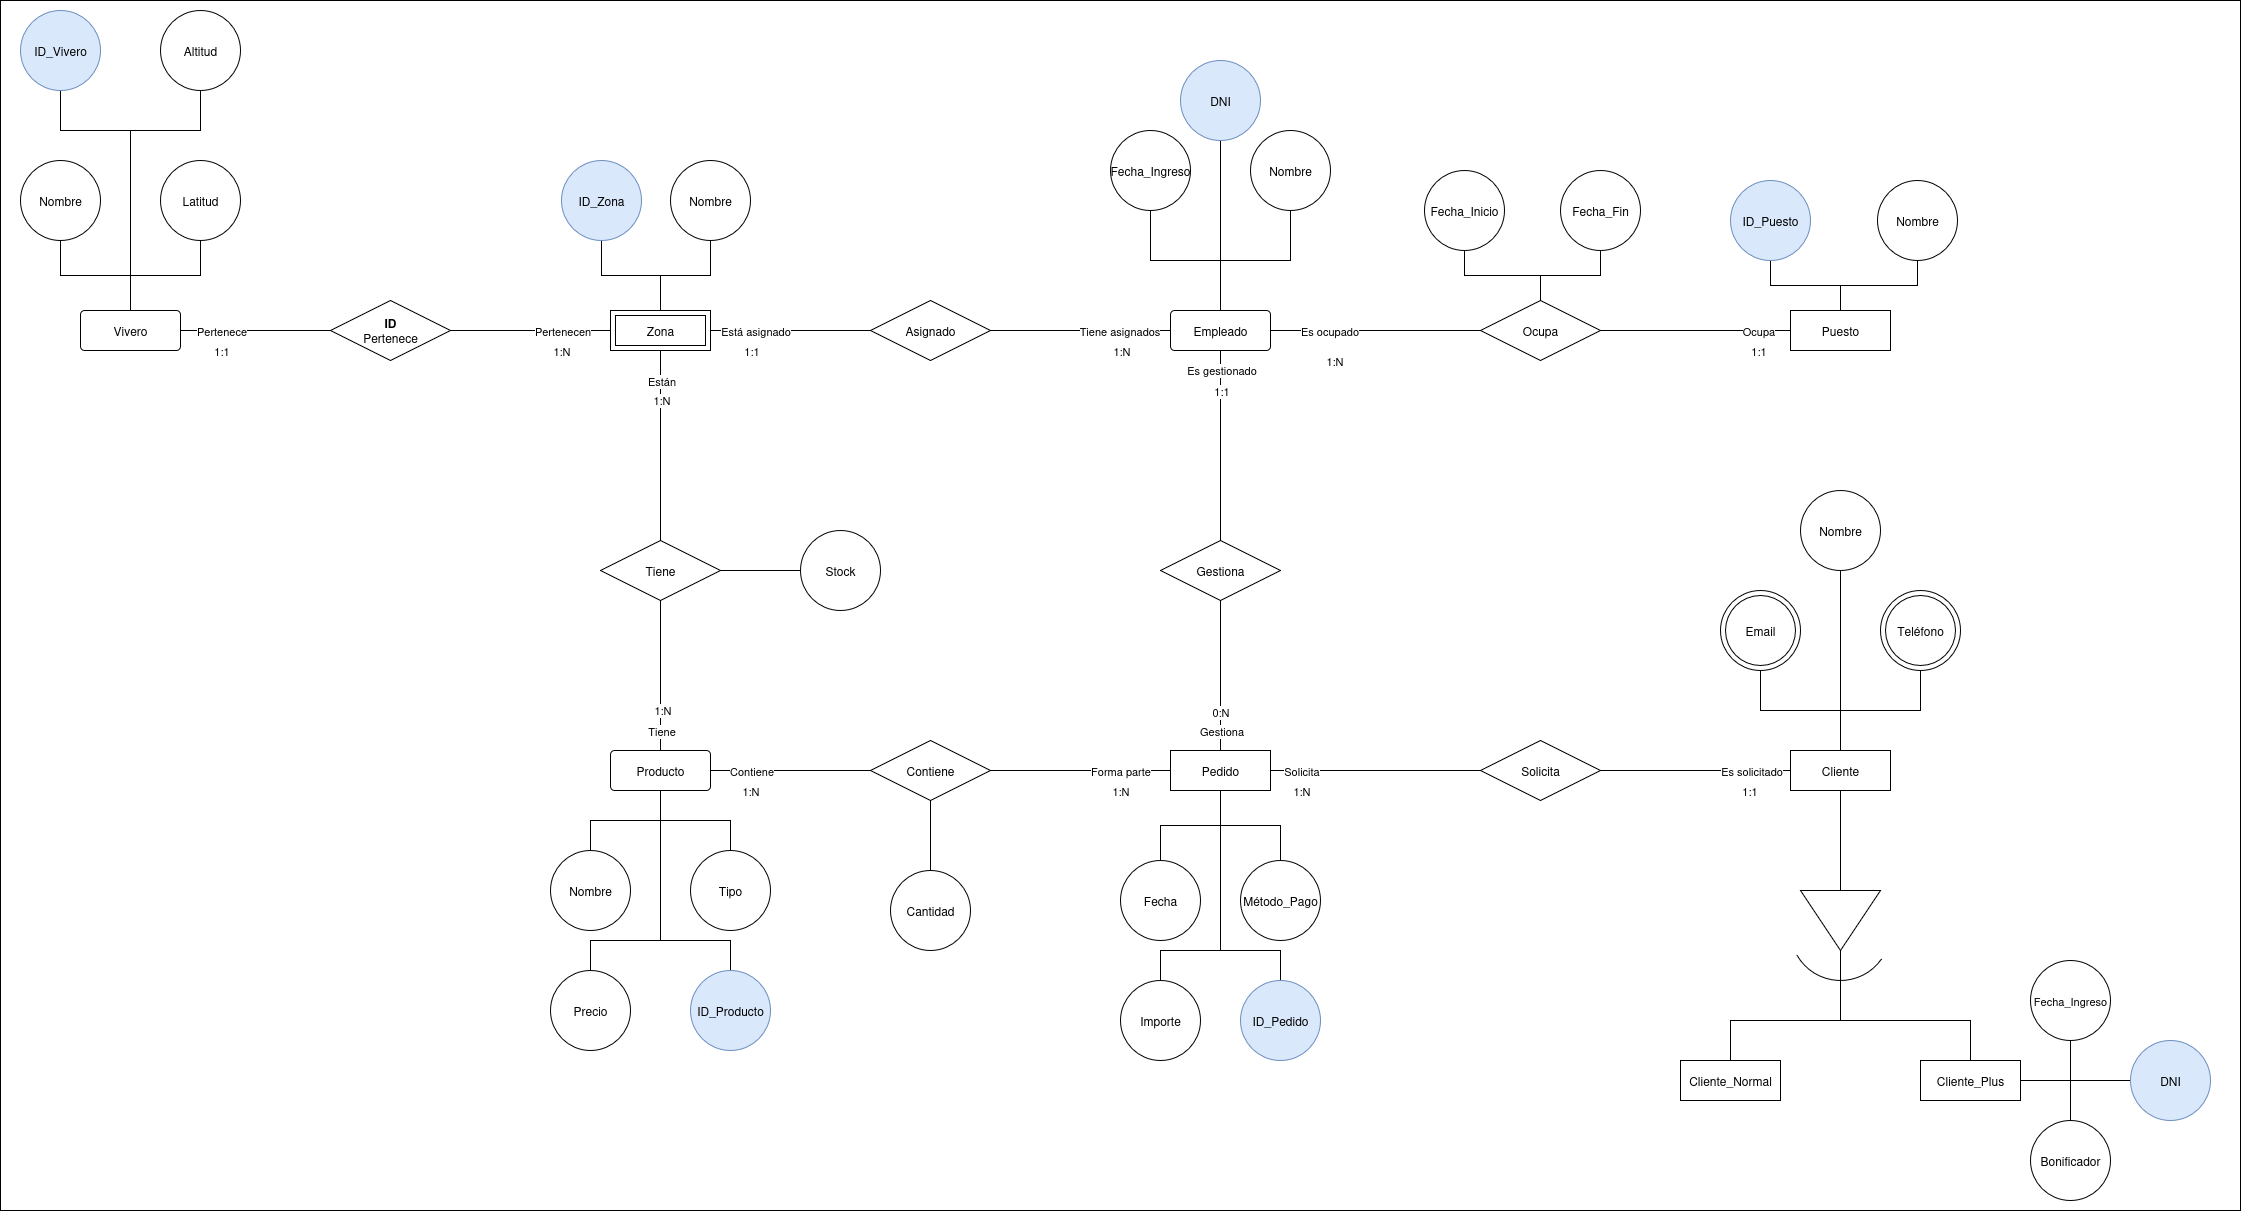 ID_Vivero
Altitud
Nombre
Latitud
Vivero
Pertenece
1:1
ID
Pertenece
Pertenecen
1:N
ID_Zona
Nombre
Zona
Está asignado
1:1
Asignado
Tiene asignados
1:N
DNI
Fecha_Ingreso
Nombre
Empleado
Es ocupado
1:N
Fecha_Inicio
Fecha_Fin
Ocupa
Ocupa
1:1
ID_Puesto
Nombre
Puesto
Están
1:N
Tiene
Stock
1:N
Tiene
Es gestionado
1:1
Gestiona
0:N
Gestiona
Nombre
Email
Teléfono
Producto
Contiene
1:N
Contiene
Forma parte
1:N
Pedido
Solicita
1:N
Solicita
Es solicitado
1:1
Cliente
Nombre
Tipo
Precio
ID_Producto
Cantidad
Fecha
Método_Pago
Importe
ID_Pedido
Cliente_Normal
Cliente_Plus
Fecha_Ingreso
DNI
Bonificador